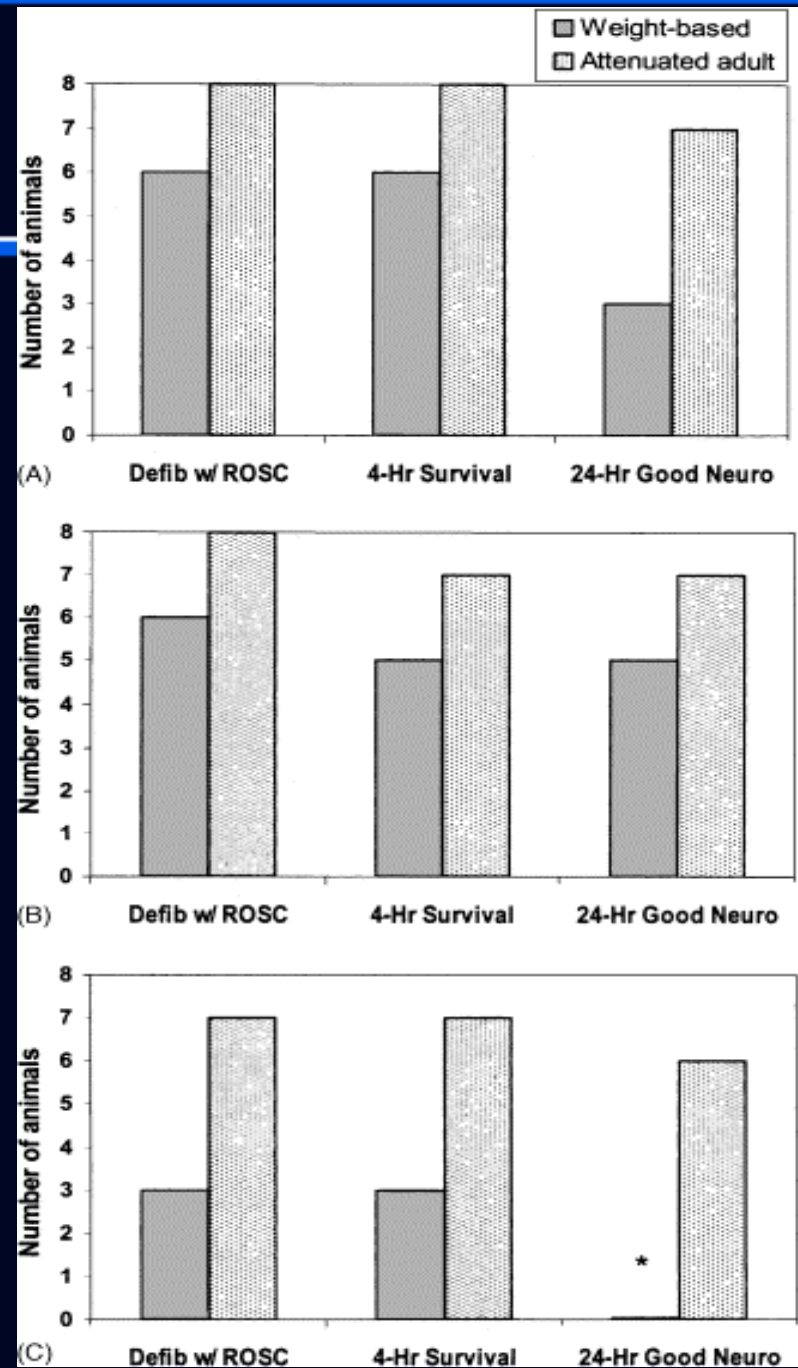 Weight-based
Attenuated adult
Number of animals
8
7
6
5
4
3
2
1
0
(A)
Defib w/ ROSC 4-Hr Survival 24-Hr Good Neuro
Number of animals
8
7
6
5
4
3
2
1
0
(B)
Defib w/ ROSC 4-Hr Survival 24-Hr Good Neuro
Number of animals
8
7
6
5
4
3
2
1
0
*
(C)
Defib w/ ROSC 4-Hr Survival 24-Hr Good Neuro